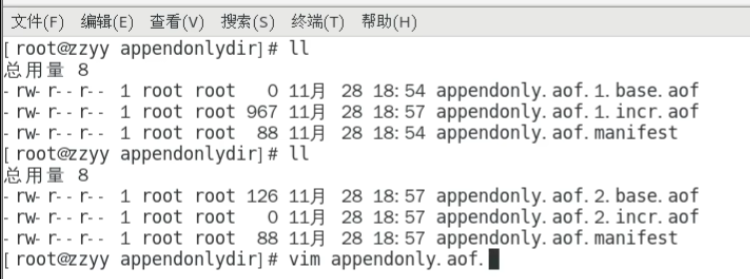 文件(F) 编辑(E) 查看(V) 搜索(S) 终端(T) 帮助(H)
[root@zzyy appendonlydir]# ll
总用量 8
-rw-r--r-- 1 root root   0 11月  28 18:54 appendonly.aof.1.base.aof
-rw-r--r-- 1 root root 967 11月  28 18:57 appendonly.aof.1.incr.aof
-rw-r--r-- 1 root root  88 11月  28 18:54 appendonly.aof.manifest
[root@zzyy appendonlydir]# ll
总用量 8
-rw-r--r-- 1 root root 126 11月  28 18:57 appendonly.aof.2.base.aof
-rw-r--r-- 1 root root   0 11月  28 18:57 appendonly.aof.2.incr.aof
-rw-r--r-- 1 root root  88 11月  28 18:57 appendonly.aof.manifest
[root@zzyy appendonlydir]# vim appendonly.aof.